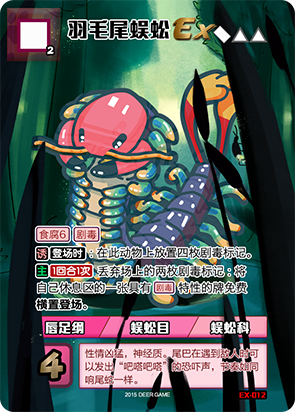 羽毛尾蜈蚣 Ex
2
食腐6 剧毒
诱 登场时：在此动物上放置四枚剧毒标记。
主 1回合1次 丢弃场上的两枚剧毒标记：将
自己休息区的一张具有 剧毒 特性的牌免费
横置登场。
唇足纲 蜈蚣目 蜈蚣科
4
性情凶猛，神经质。尾巴在遇到敌人时可
以发出“吧嗒吧嗒”的恐吓声，节奏如同
响尾蛇一样。
2015 DEER GAME
EX-012